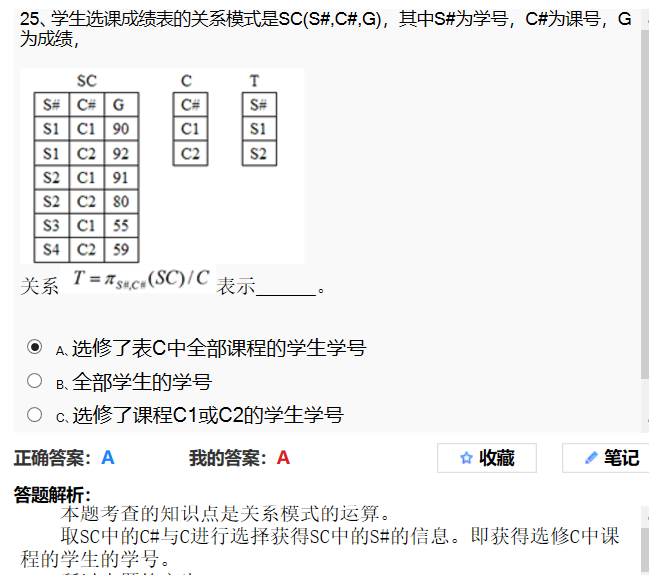 25、学生选课成绩表的关系模式是SC(S#,C#,G)，其中S#为学号，C#为课号，G
为成绩，
SC C T
S# C# G C# S#
S1 C1 90 C1 S1
S1 C2 92 C2 S2
S2 C1 91
S2 C2 80
S3 C1 55
S4 C2 59
关系 T = π S#,C# (SC) / C 表示______。
A、选修了表C中全部课程的学生学号
B、全部学生的学号
C、选修了课程C1或C2的学生学号
正确答案：A 我的答案：A 收藏 笔记
答题解析：
本题考查的知识点是关系模式的运算。
取SC中的C#与C进行选择获得SC中的S#的信息。即获得选修C中课
程的学生的学号。